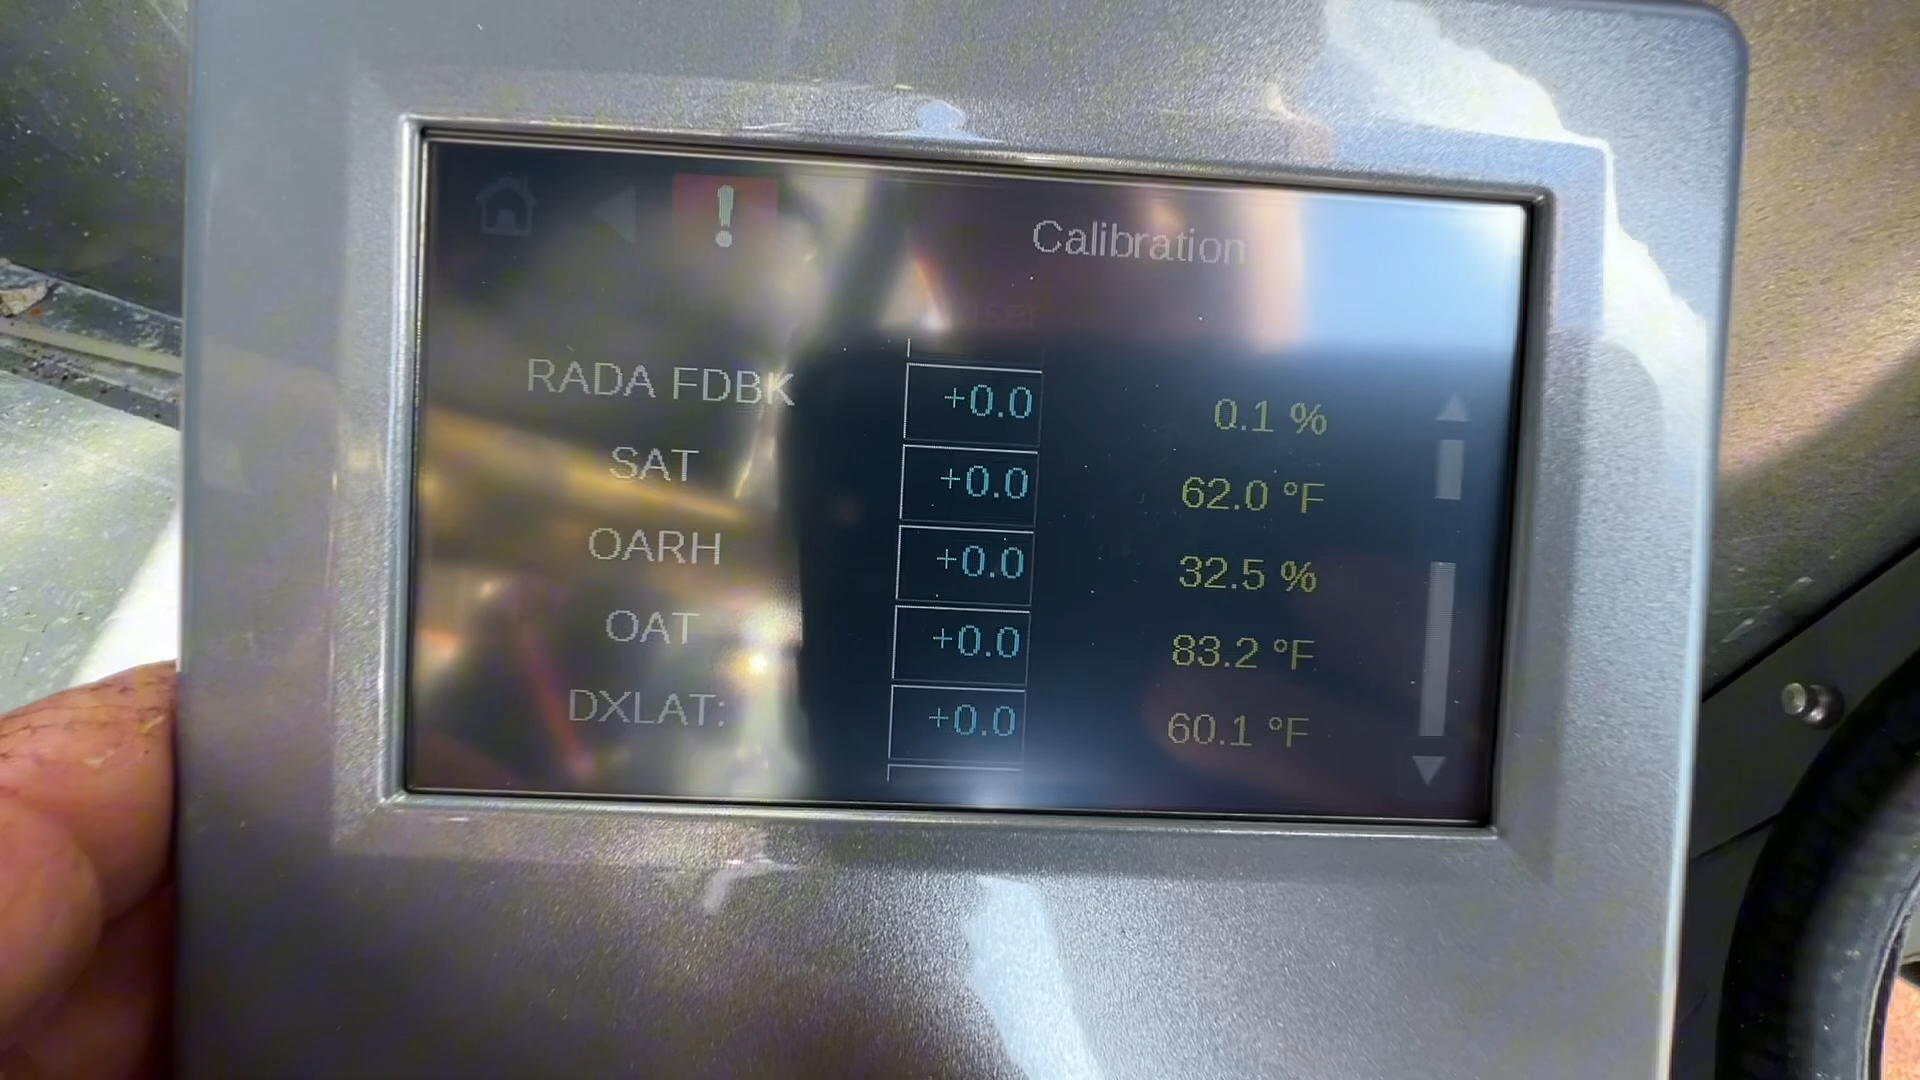 !
Calibration
RADA FDBK +0.0 0.1 %
SAT +0.0 62.0 °F
OARH +0.0 32.5 %
OAT +0.0 83.2 °F
DXLAT: +0.0 60.1 °F